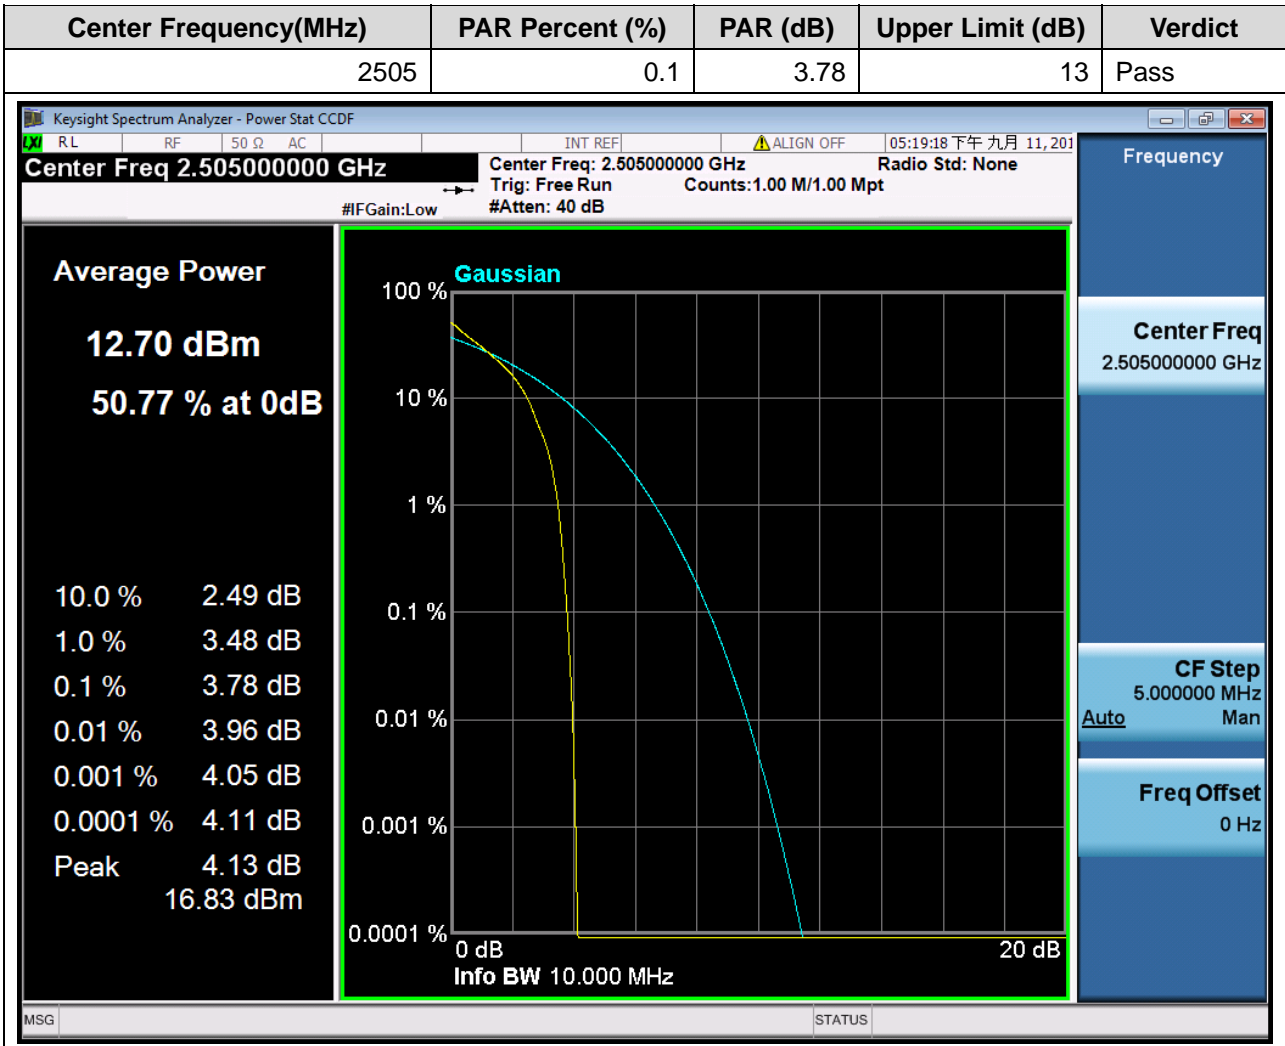 Center Frequency(MHz) PAR Percent (%) PAR (dB) Upper Limit (dB) Verdict
2505 0.1 3.78 13 Pass
Keysight Spectrum Analyzer - Power Stat CCDF
LXI RL RF 50 Ω AC INT REF ALIGN OFF 05:19:18 下午 九月 11, 201
Center Freq 2.505000000 GHz
Center Freq: 2.505000000 GHz Radio Std: None
Trig: Free Run Counts:1.00 M/1.00 Mpt
#IFGain:Low #Atten: 40 dB
Frequency
Average Power
12.70 dBm
50.77 % at 0dB
10.0 % 2.49 dB
1.0 % 3.48 dB
0.1 % 3.78 dB
0.01 % 3.96 dB
0.001 % 4.05 dB
0.0001 % 4.11 dB
Peak 4.13 dB
16.83 dBm
Gaussian
100 %
10 %
1 %
0.1 %
0.01 %
0.001 %
0.0001 %
0 dB 20 dB
Info BW 10.000 MHz
Center Freq
2.505000000 GHz
CF Step
5.000000 MHz
Auto Man
Freq Offset
0 Hz
MSG STATUS